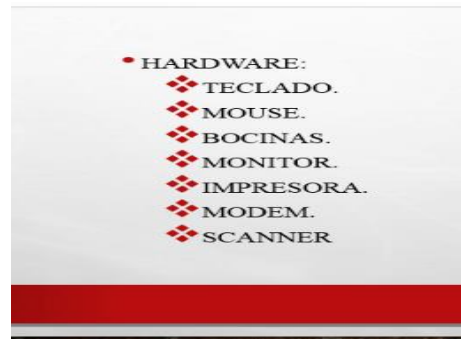 • HARDWARE:
❖TECLADO.
❖MOUSE.
❖BOCINAS.
❖MONITOR.
❖IMPRESORA.
❖MODEM.
❖SCANNER